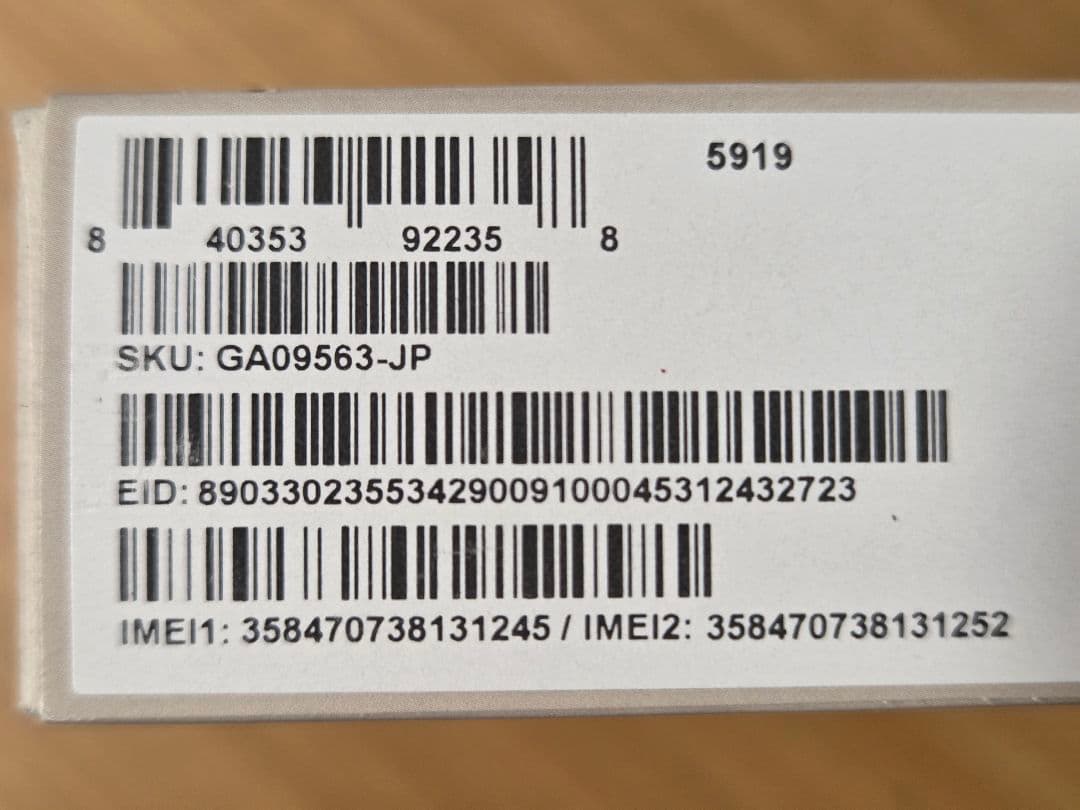 5919
8 40353 92235 8
SKU: GA09563-JP
EID: 89033023553429009100045312432723
IMEI1: 358470738131245 / IMEI2: 358470738131252